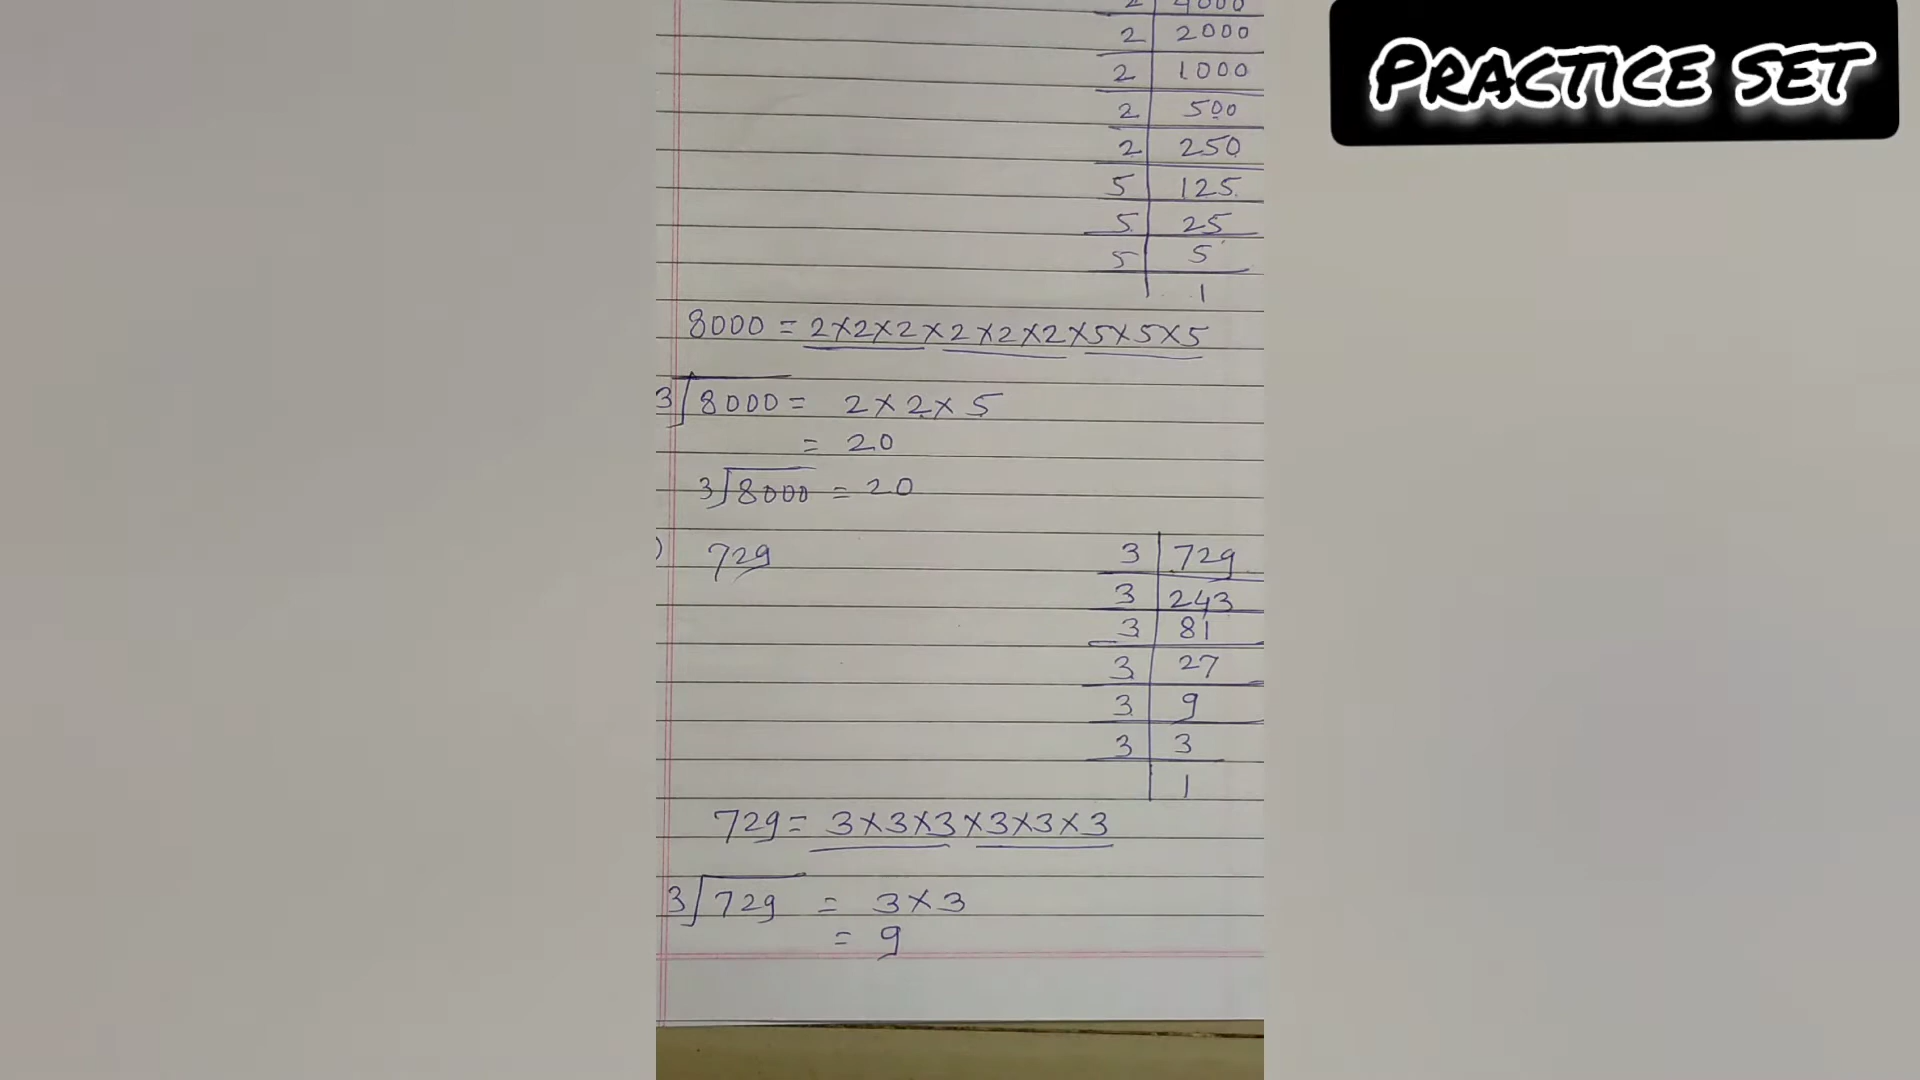 PRACTICE SET
2 | 4000
2 | 2000
2 | 1000
2 | 500
2 | 250
5 | 125
5 | 25
5 | 5
1
8000 = 2×2×2×2×2×2×5×5×5
3√8000 = 2×2×5
= 20
3√8000 = 20
) 729
3 | 729
3 | 243
3 | 81
3 | 27
3 | 9
3 | 3
1
729 = 3×3×3×3×3×3
3√729 = 3×3
= 9